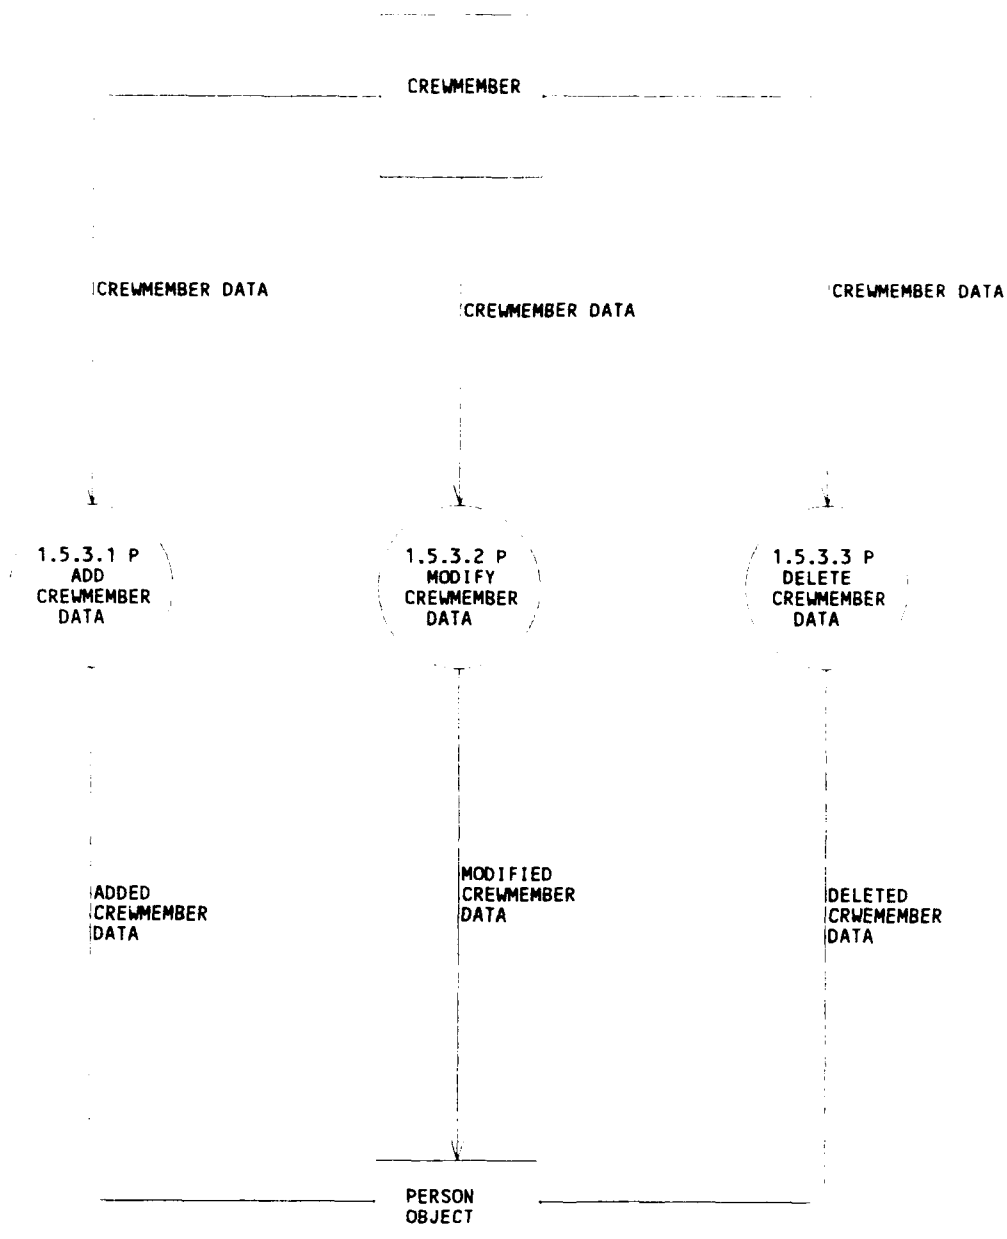 CREWMEMBER
CREWMEMBER DATA
CREWMEMBER DATA
CREWMEMBER DATA
1.5.3.1 P
ADD
CREWMEMBER
DATA
1.5.3.2 P
MODIFY
CREWMEMBER
DATA
1.5.3.3 P
DELETE
CREWMEMBER
DATA
ADDED
CREWMEMBER
DATA
MODIFIED
CREWMEMBER
DATA
DELETED
CRWEMEMBER
DATA
PERSON
OBJECT